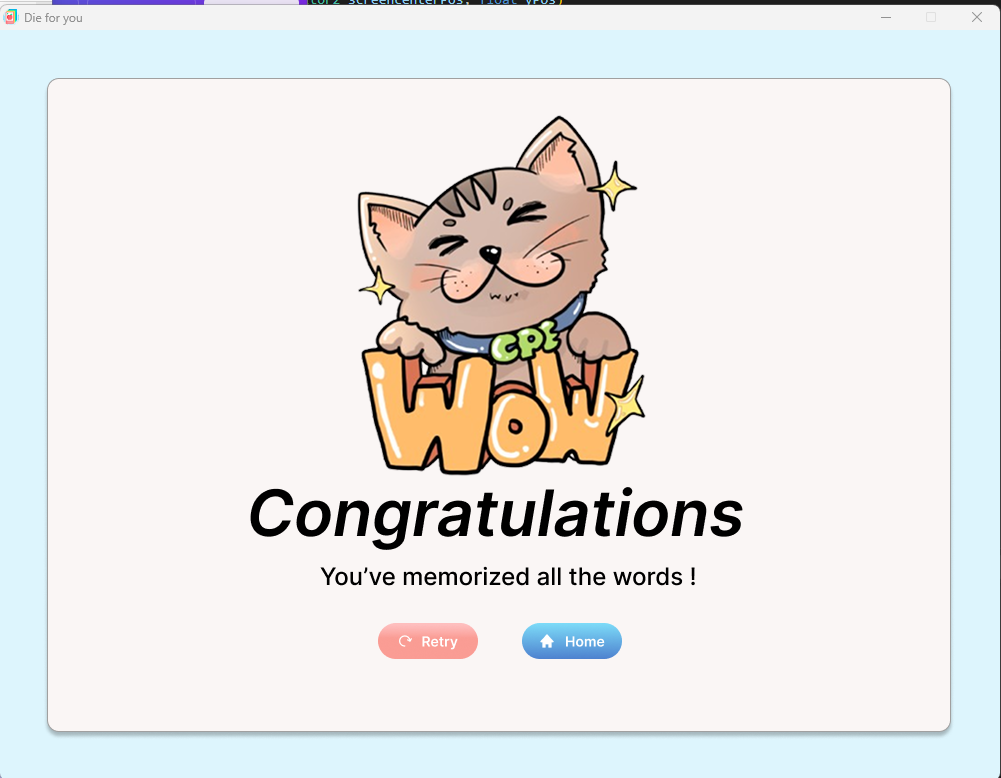 tor2 screenCenterPos, float yPos)
Die for you
CPE
WOW
Congratulations
You’ve memorized all the words !
Retry
Home